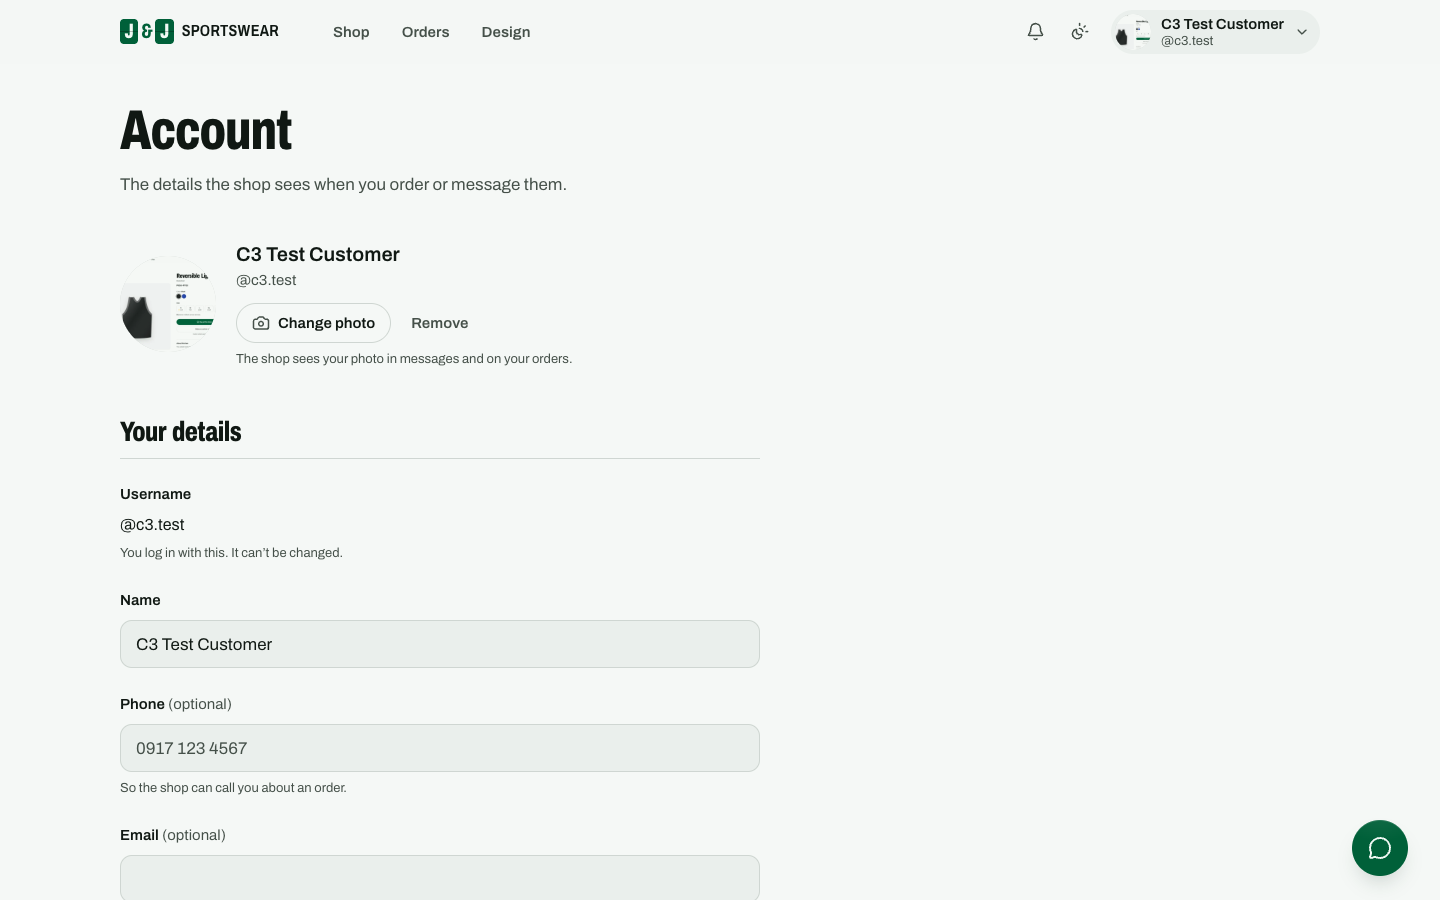 J & J SPORTSWEAR
Shop
Orders
Design
C3 Test Customer
@c3.test
Account
The details the shop sees when you order or message them.
C3 Test Customer
@c3.test
Change photo
Remove
The shop sees your photo in messages and on your orders.
Your details
Username
@c3.test
You log in with this. It can’t be changed.
Name
C3 Test Customer
Phone (optional)
0917 123 4567
So the shop can call you about an order.
Email (optional)